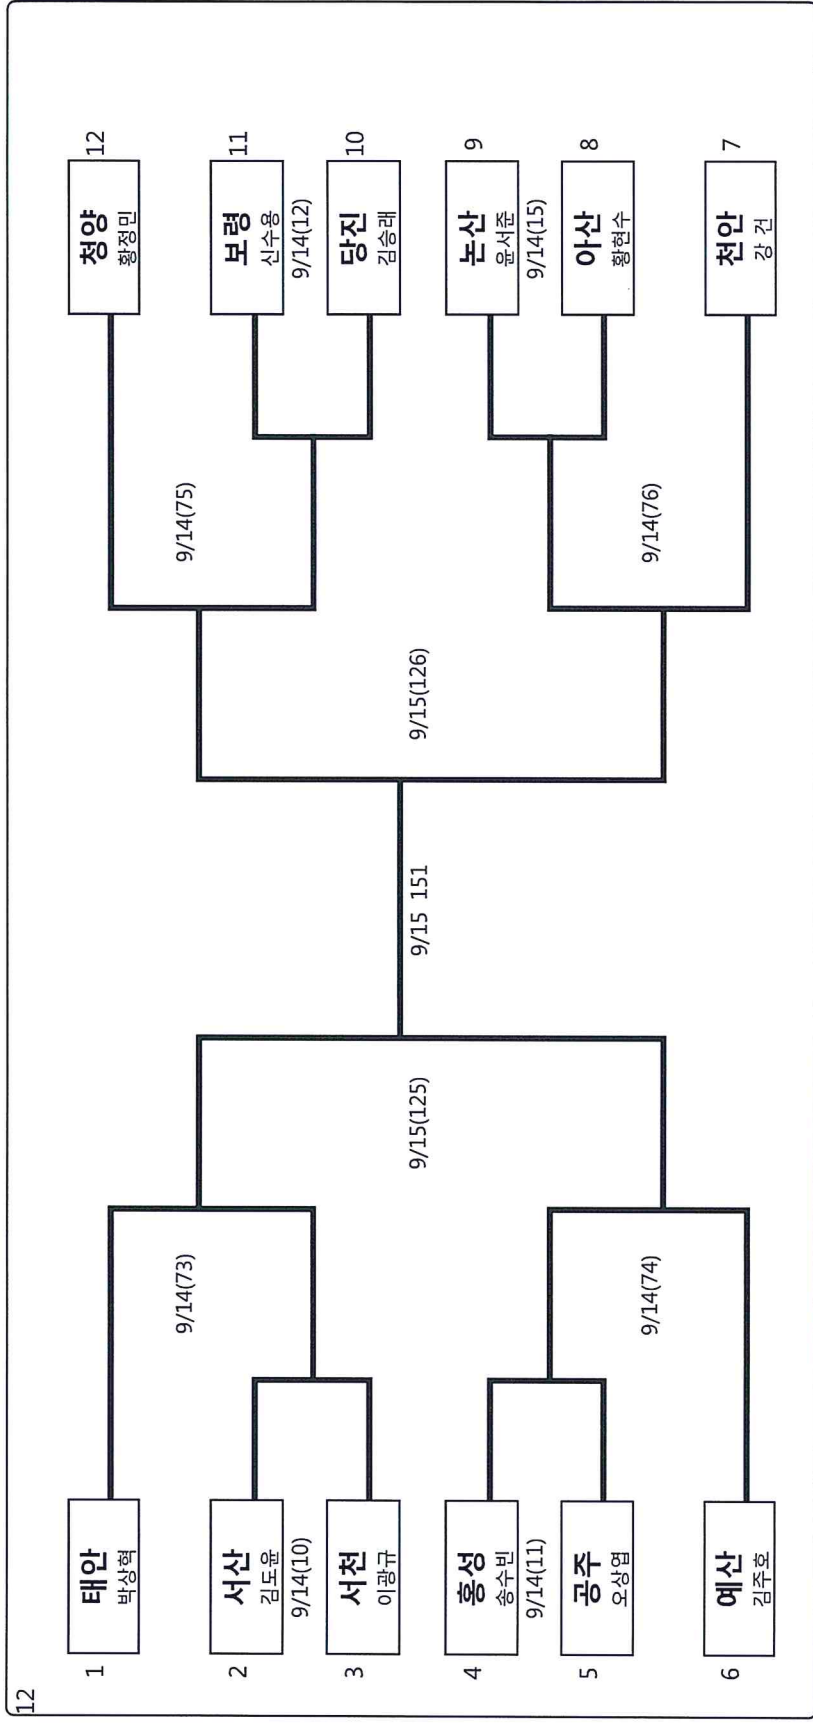 12
1
태안
박상혁
2
서산
김도윤
9/14(10)
3
서천
이광규
4
홍성
송수빈
9/14(11)
5
공주
오상엽
6
예산
김주호
9/14(73)
9/14(74)
9/15(125)
9/15 151
9/15(126)
9/14(75)
9/14(76)
청양
황정민
12
보령
신수용
11
9/14(12)
당진
김승래
10
논산
윤서준
9
9/14(15)
아산
황현수
8
천안
강 건
7